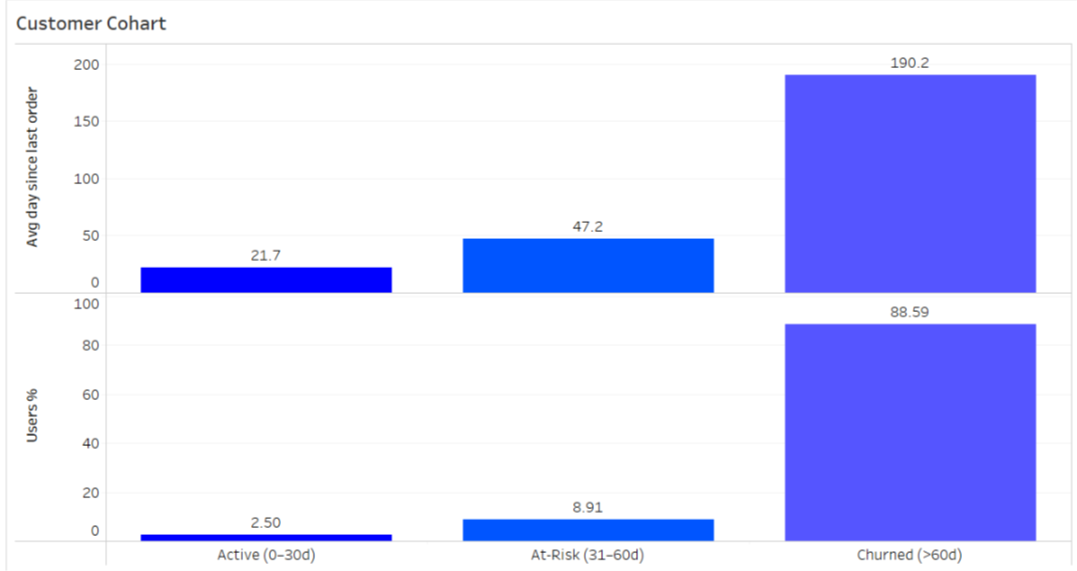 Customer Cohart
Avg day since last order
200
150
100
50
0
21.7
47.2
190.2
Users %
100
80
60
40
20
0
2.50
8.91
88.59
Active (0–30d)
At-Risk (31–60d)
Churned (>60d)